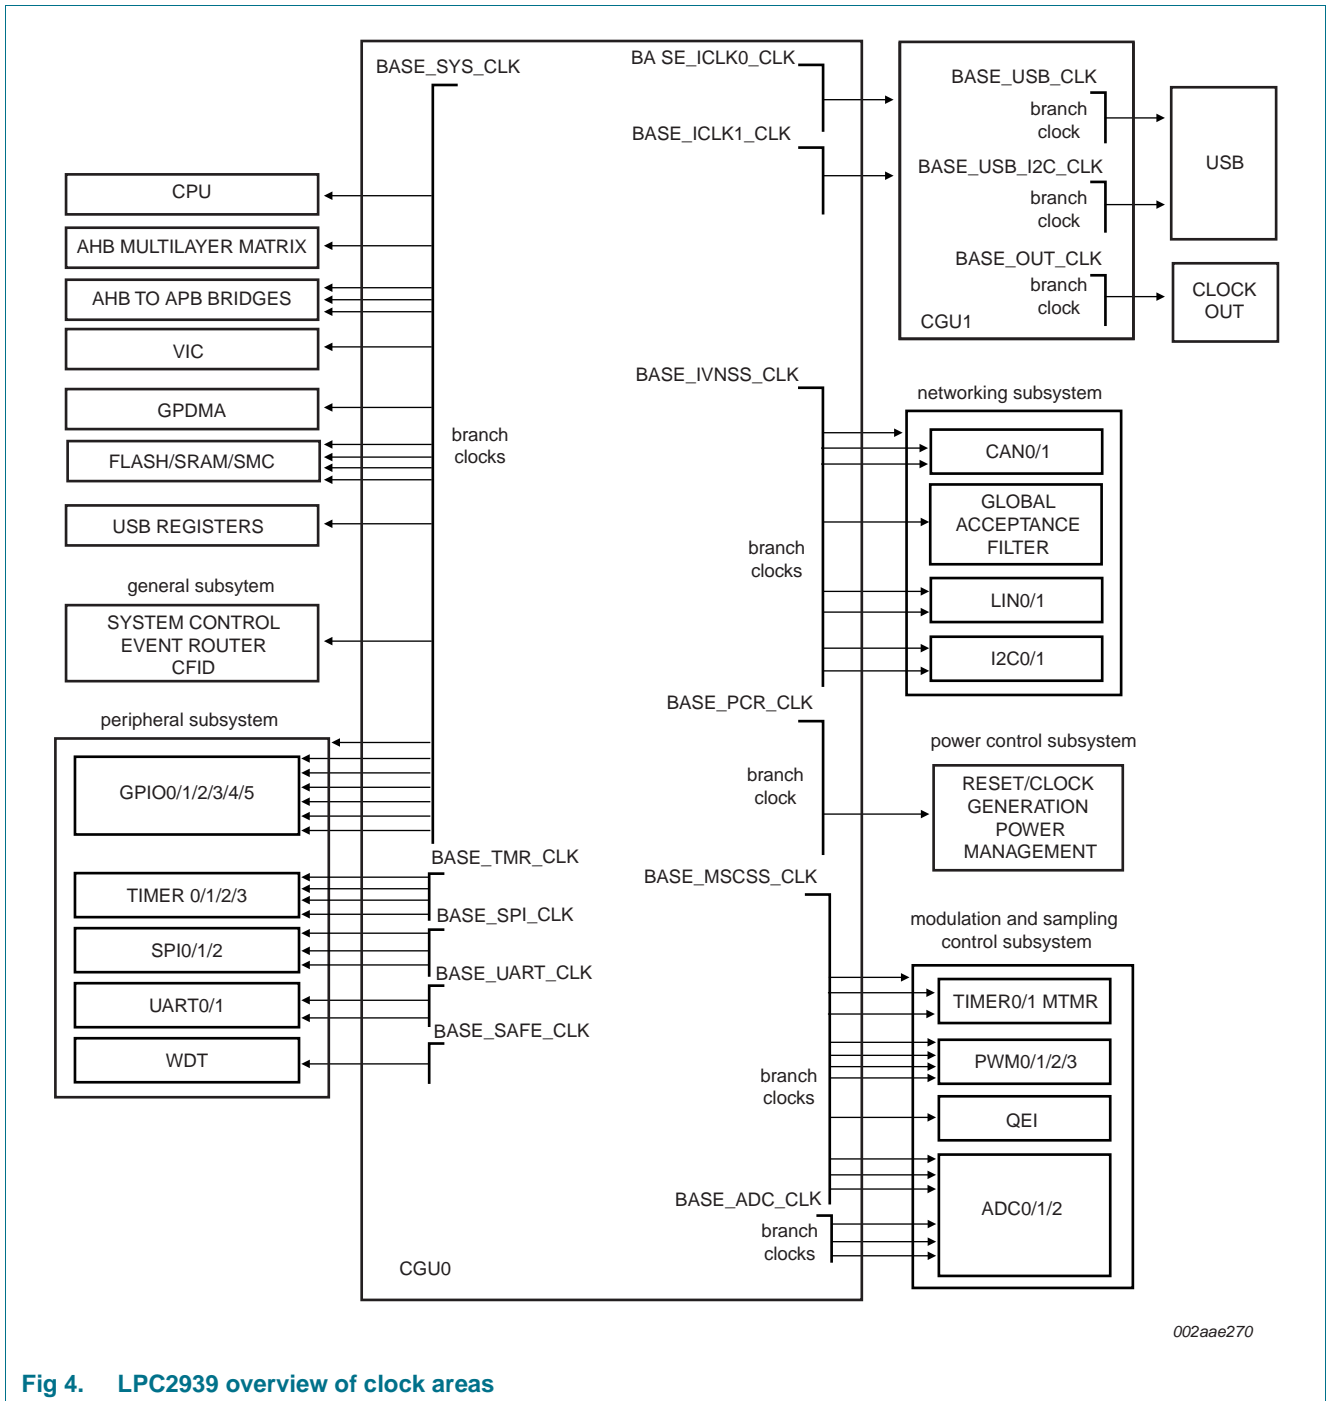 BASE_SYS_CLK
BA SE_ICLK0_CLK
BASE_ICLK1_CLK
BASE_USB_CLK
branch
clock
BASE_USB_I2C_CLK
branch
clock
BASE_OUT_CLK
branch
clock
CGU1
USB
CLOCK
OUT
CPU
AHB MULTILAYER MATRIX
AHB TO APB BRIDGES
VIC
GPDMA
FLASH/SRAM/SMC
USB REGISTERS
branch
clocks
general subsytem
SYSTEM CONTROL
EVENT ROUTER
CFID
peripheral subsystem
GPIO0/1/2/3/4/5
TIMER 0/1/2/3
SPI0/1/2
UART0/1
WDT
BASE_TMR_CLK
BASE_SPI_CLK
BASE_UART_CLK
BASE_SAFE_CLK
BASE_IVNSS_CLK
branch
clocks
networking subsystem
CAN0/1
GLOBAL
ACCEPTANCE
FILTER
LIN0/1
I2C0/1
BASE_PCR_CLK
branch
clock
power control subsystem
RESET/CLOCK
GENERATION
POWER
MANAGEMENT
BASE_MSCSS_CLK
branch
clocks
modulation and sampling
control subsystem
TIMER0/1 MTMR
PWM0/1/2/3
QEI
ADC0/1/2
BASE_ADC_CLK
branch
clocks
CGU0
002aae270
Fig 4. LPC2939 overview of clock areas